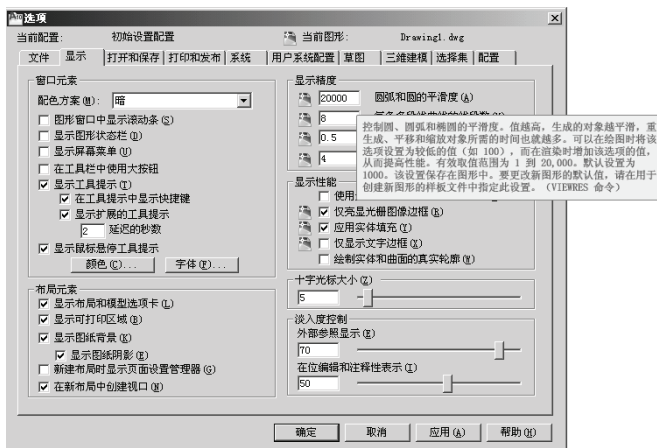 选项
当前配置: 初始设置配置 当前图形: Drawing1.dwg
文件 显示 打开和保存 打印和发布 系统 用户系统配置 草图 三维建模 选择集 配置
窗口元素
配色方案(M): 暗
图形窗口中显示滚动条(S)
显示图形状态栏(D)
显示屏幕菜单(U)
在工具栏中使用大按钮
显示工具提示(T)
在工具提示中显示快捷键
显示扩展的工具提示
2 延迟的秒数
显示鼠标悬停工具提示
颜色(C)... 字体(F)...
布局元素
显示布局和模型选项卡(L)
显示可打印区域(B)
显示图纸背景(K)
显示图纸阴影(E)
新建布局时显示页面设置管理器(G)
在新布局中创建视口(N)
显示精度
20000 圆弧和圆的平滑度(A)
8
0.5
4
控制圆、圆弧和椭圆的平滑度。值越高，生成的对象越平滑，重
生成、平移和缩放对象所需的时间也就越多。可以在绘图时将该
选项设置为较低的值（如 100），而在渲染时增加该选项的值，
从而提高性能。有效取值范围为 1 到 20,000。默认设置为
1000。该设置保存在图形中。要更改新图形的默认值，请在用于
创建新图形的样板文件中指定此设置。（VIEWRES 命令）
显示性能
使用
仅亮显光栅图像边框(R)
应用实体填充(Y)
仅显示文字边框(X)
绘制实体和曲面的真实轮廓(W)
十字光标大小(Z)
5
淡入度控制
外部参照显示(E)
70
在位编辑和注释性表示(I)
50
确定 取消 应用(A) 帮助(H)